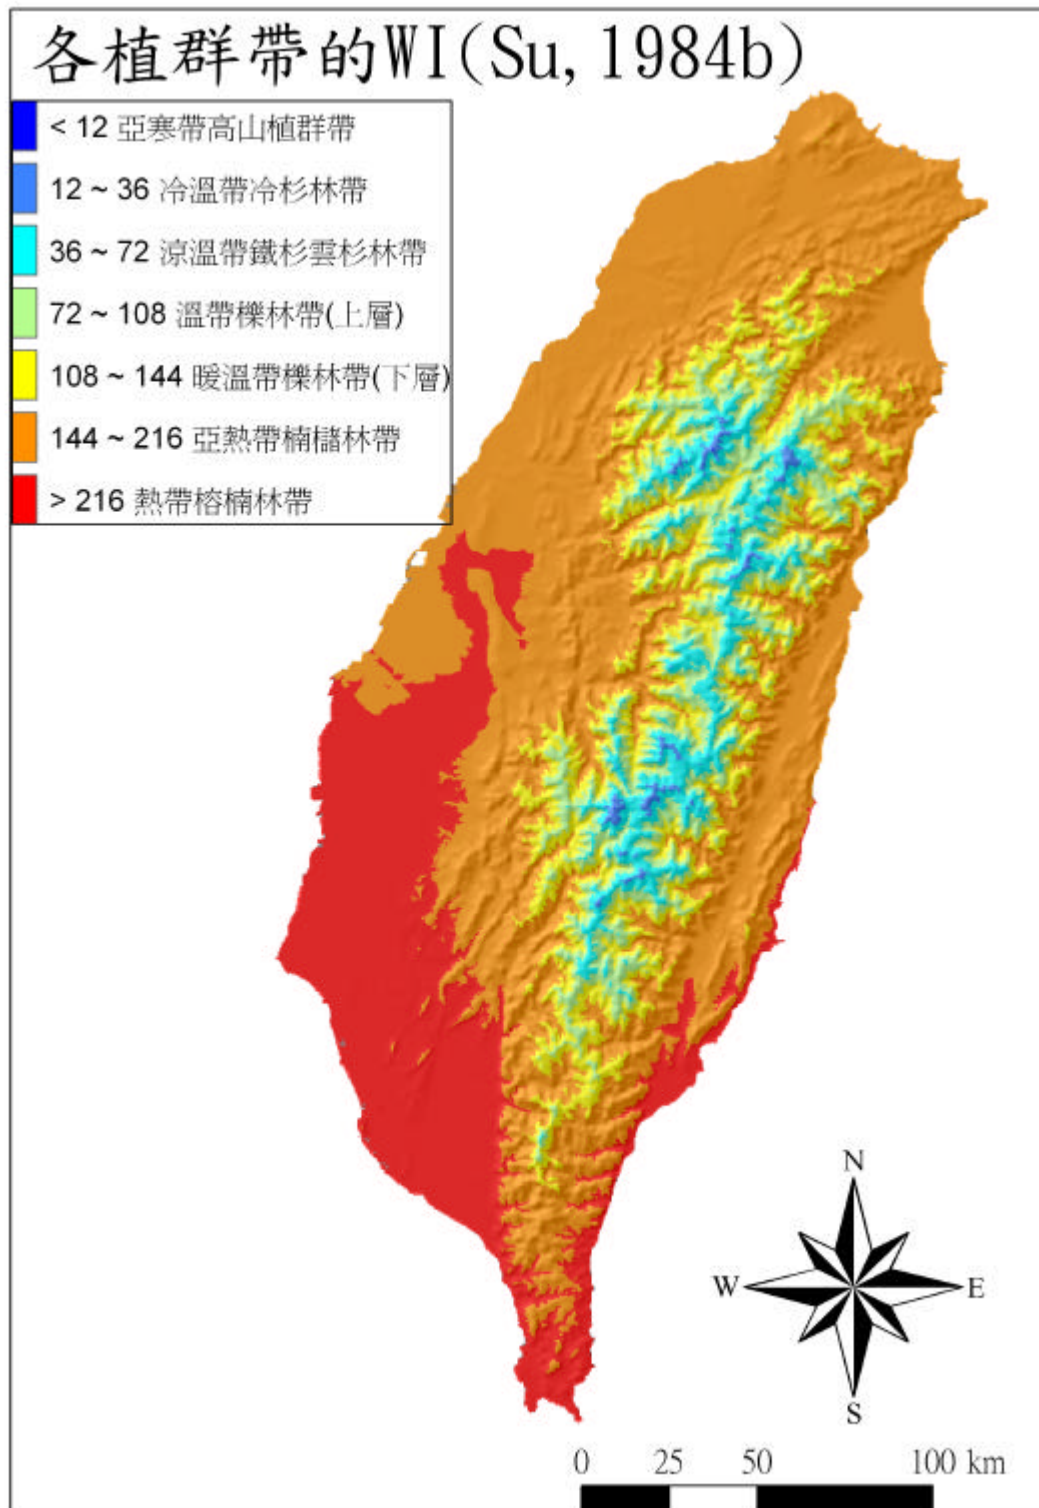 各植群帶的WI(Su, 1984b)
< 12 亞寒帶高山植群帶
12 ~ 36 冷溫帶冷杉林帶
36 ~ 72 涼溫帶鐵杉雲杉林帶
72 ~ 108 溫帶櫟林帶(上層)
108 ~ 144 暖溫帶櫟林帶(下層)
144 ~ 216 亞熱帶楠櫧林帶
> 216 熱帶榕楠林帶
N
W E
S
0 25 50 100 km